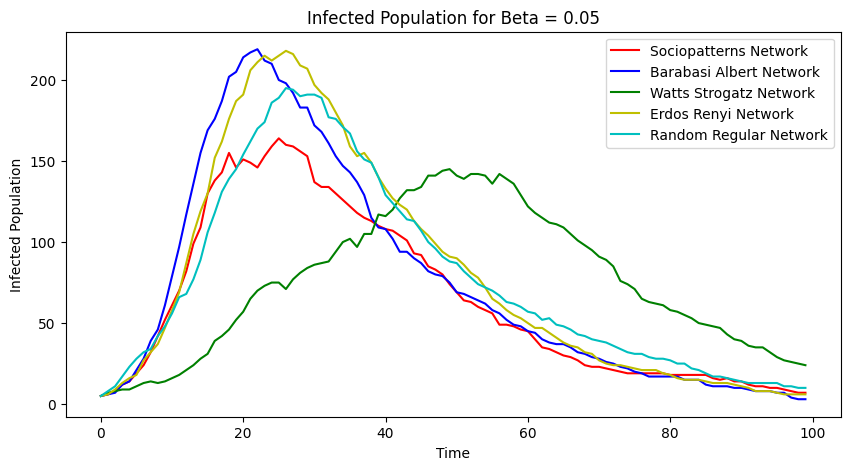 Infected Population for Beta = 0.05
Sociopatterns Network
Barabasi Albert Network
Watts Strogatz Network
Erdos Renyi Network
Random Regular Network
Infected Population
200
150
100
50
0
0 20 40 60 80 100
Time